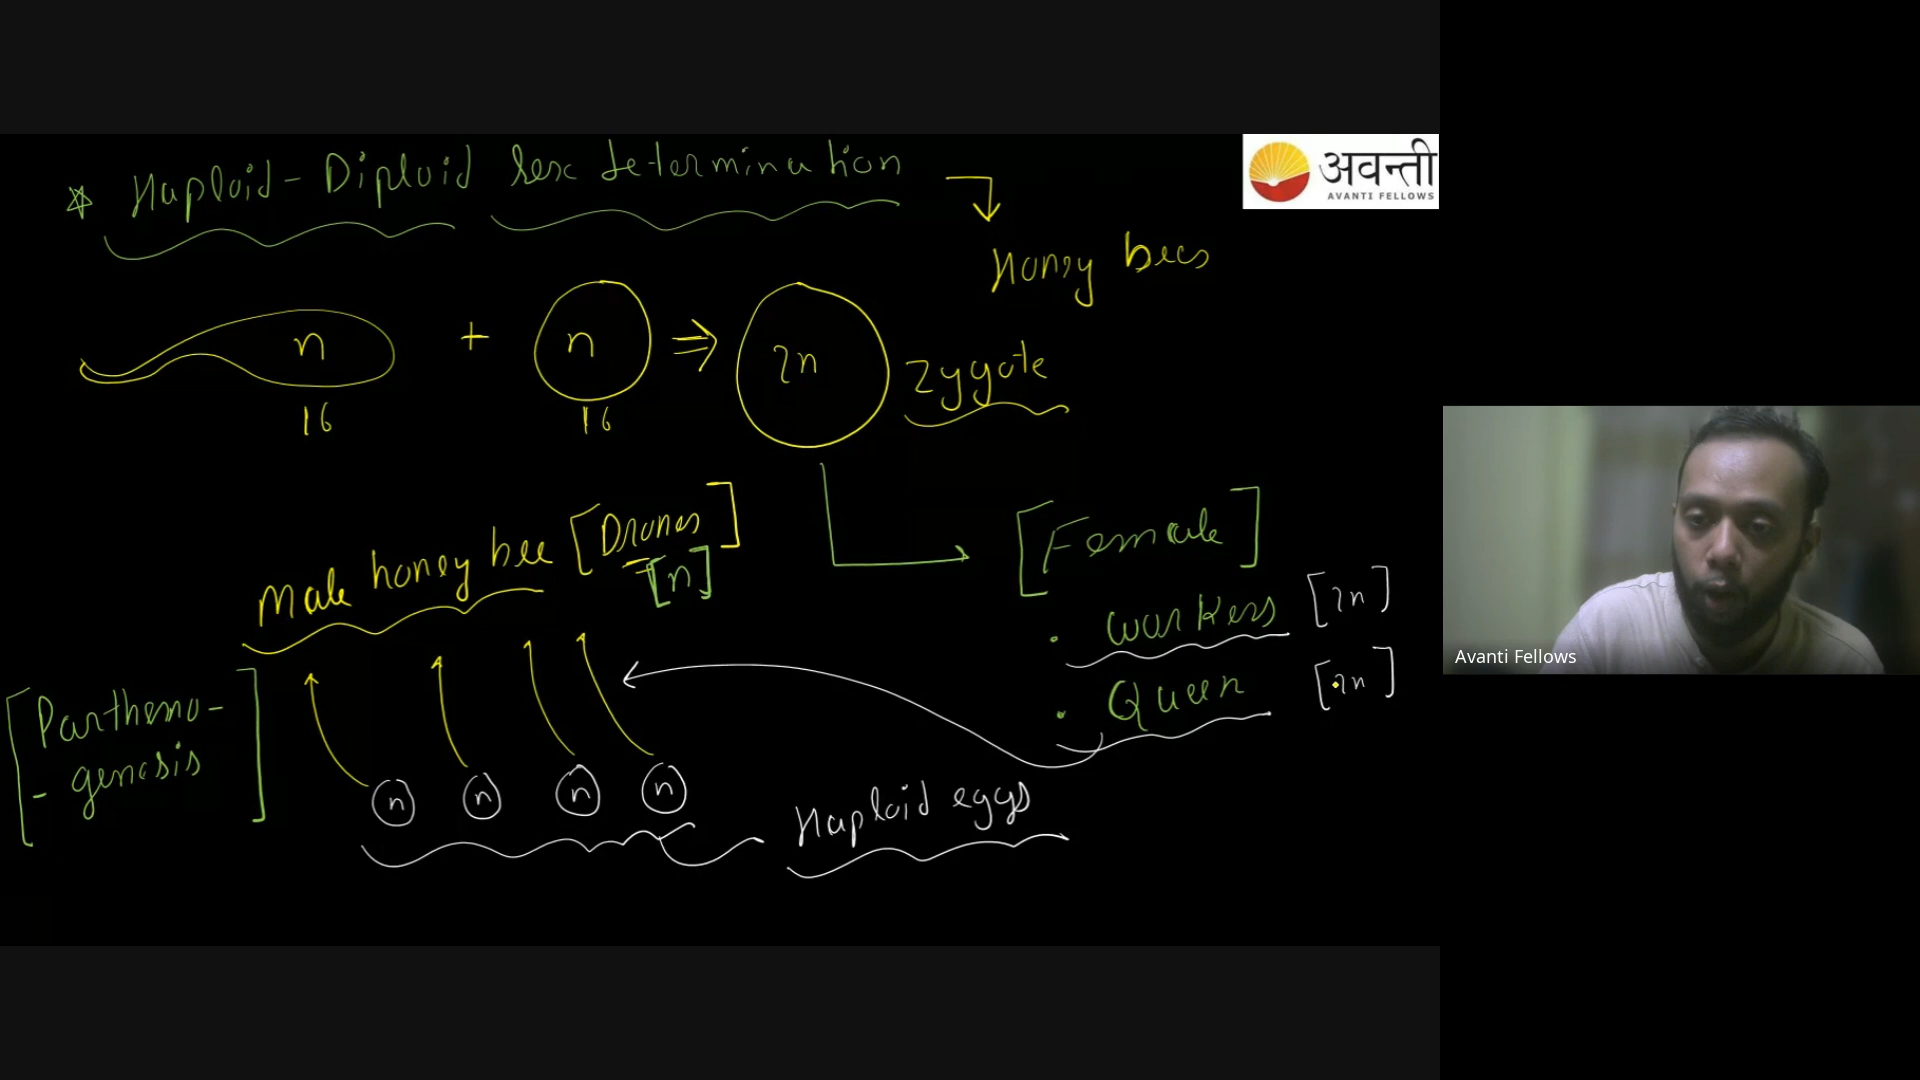 * Haploid - Diploid sex determination
Honey bees
अवन्ती
AVANTI FELLOWS
n + n ⇒ 2n Zygote
16 16
Male honey bee [Drones]
[n]
[Female]
• workers [2n]
• Queen [2n]
[Partheno-
- genesis]
n n n n
Haploid eggs
Avanti Fellows